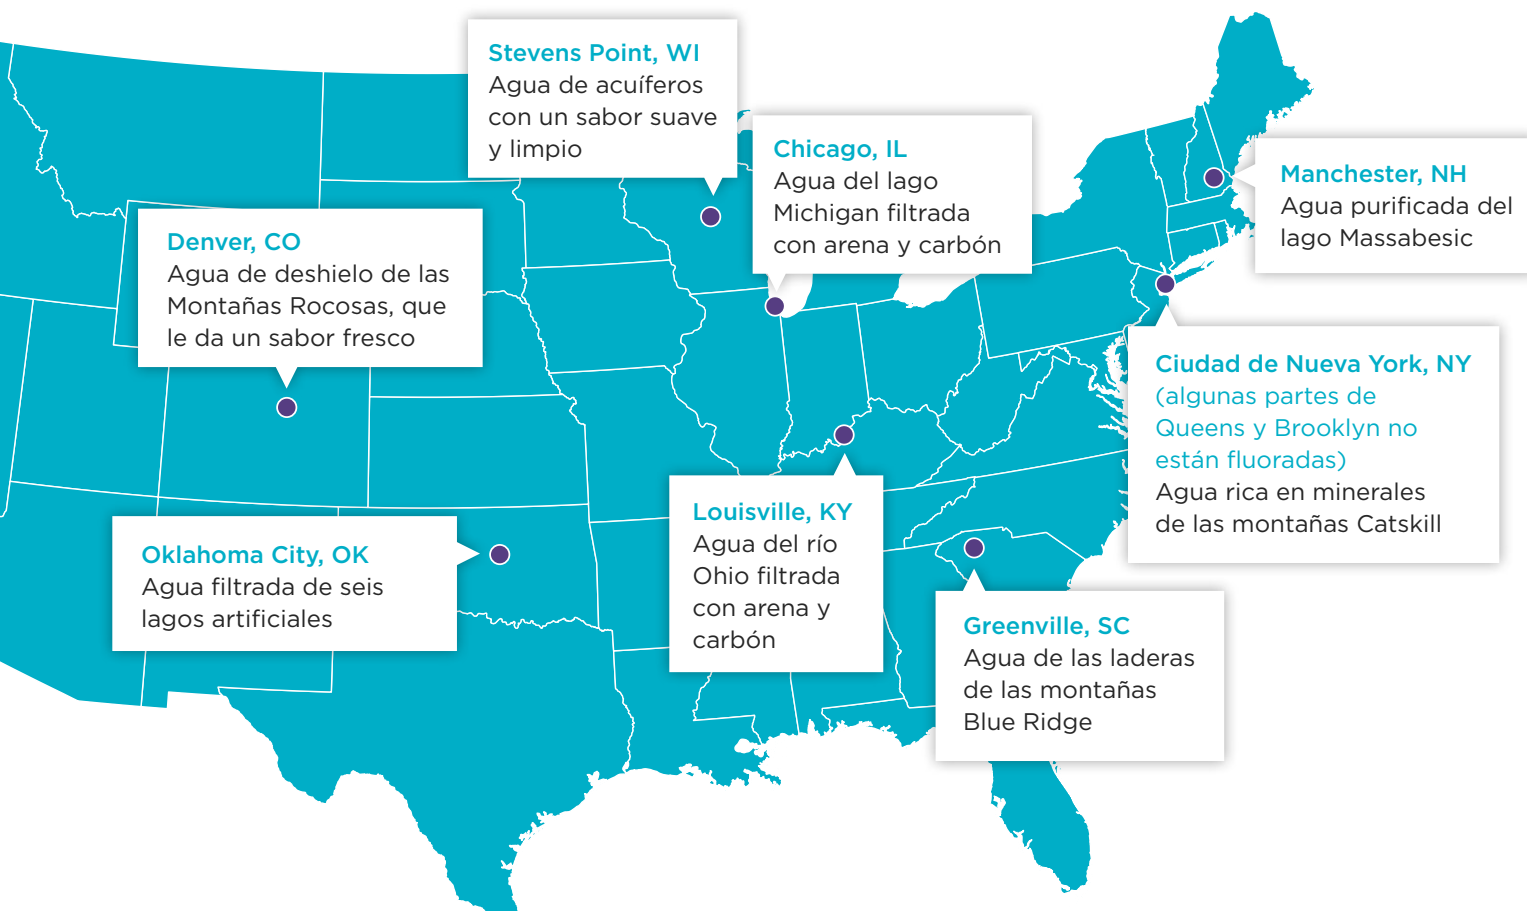 Stevens Point, WI
Agua de acuíferos
con un sabor suave
y limpio
Chicago, IL
Agua del lago
Michigan filtrada
con arena y carbón
Manchester, NH
Agua purificada del
lago Massabesic
Denver, CO
Agua de deshielo de las
Montañas Rocosas, que
le da un sabor fresco
Ciudad de Nueva York, NY
(algunas partes de
Queens y Brooklyn no
están fluoradas)
Agua rica en minerales
de las montañas Catskill
Louisville, KY
Agua del río
Ohio filtrada
con arena y
carbón
Oklahoma City, OK
Agua filtrada de seis
lagos artificiales
Greenville, SC
Agua de las laderas
de las montañas
Blue Ridge